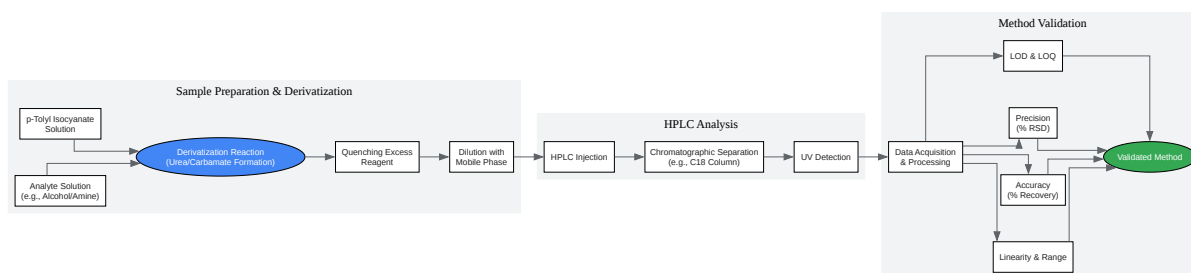 Method Validation
LOD & LOQ
Sample Preparation & Derivatization
p-Tolyl Isocyanate
Solution
Derivatization Reaction
(Urea/Carbamate Formation)
Analyte Solution
(e.g., Alcohol/Amine)
Quenching Excess
Reagent
Dilution with
Mobile Phase
HPLC Analysis
HPLC Injection
Chromatographic Separation
(e.g., C18 Column)
UV Detection
Data Acquisition
& Processing
Precision
(% RSD)
Accuracy
(% Recovery)
Linearity & Range
Validated Method